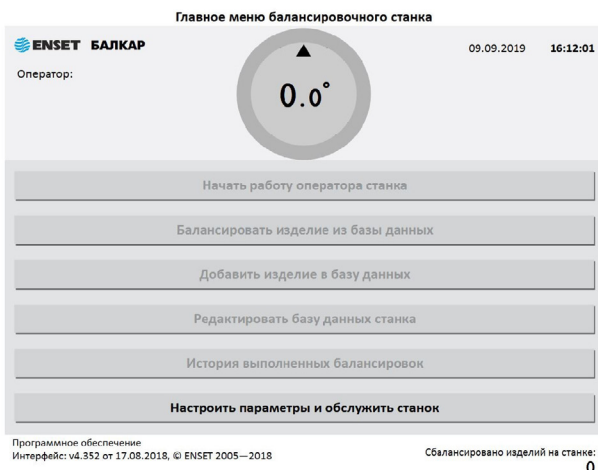 Главное меню балансировочного станка
ENSET БАЛКАР
09.09.2019 16:12:01
Оператор:
0.0°
Начать работу оператора станка
Балансировать изделие из базы данных
Добавить изделие в базу данных
Редактировать базу данных станка
История выполненных балансировок
Настроить параметры и обслужить станок
Программное обеспечение
Интерфейс: v4.352 от 17.08.2018, © ENSET 2005—2018
Сбалансировано изделий на станке:
0